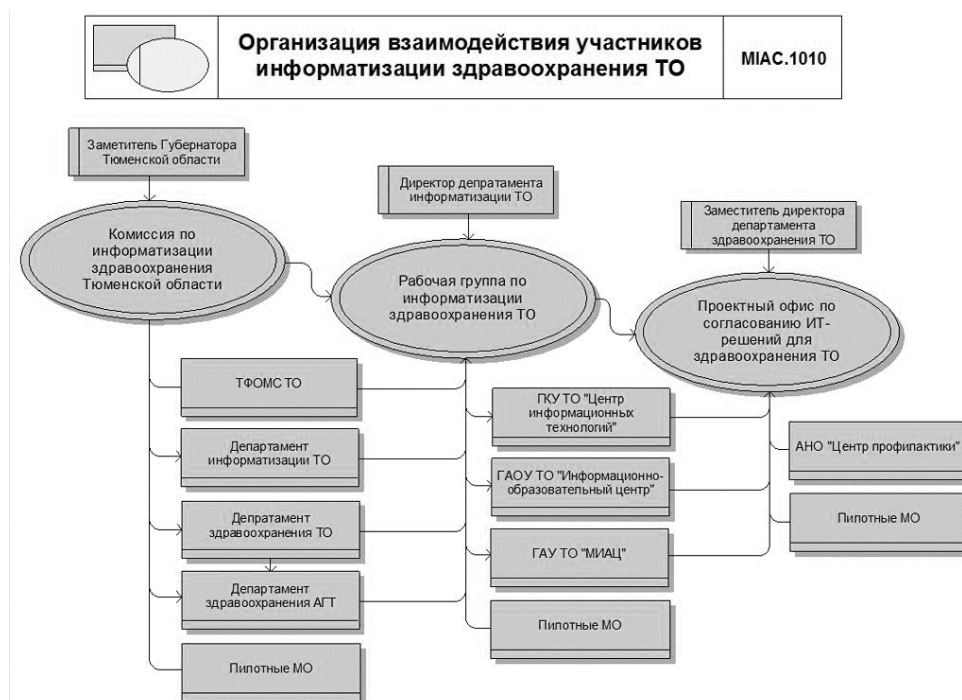 Организация взаимодействия участников
информатизации здравоохранения ТО
MIAC.1010
Заметитель Губернатора
Тюменской области
Директор депратамента
информатизации ТО
Заместитель директора
департамента
здравоохранения ТО
Комиссия по
информатизации
здравоохранения
Тюменской области
Рабочая группа по
информатизации
здравоохранения ТО
Проектный офис по
согласованию ИТ-
решений для
здравоохранения ТО
ТФОМС ТО
Департамент
информатизации ТО
Депратамент
здравоохранения ТО
Департамент
здравоохранения АГТ
Пилотные МО
ГКУ ТО "Центр
информационных
технологий"
ГАОУ ТО "Информационно-
образовательный центр"
ГАУ ТО "МИАЦ"
Пилотные МО
АНО "Центр профипактики"
Пилотные МО